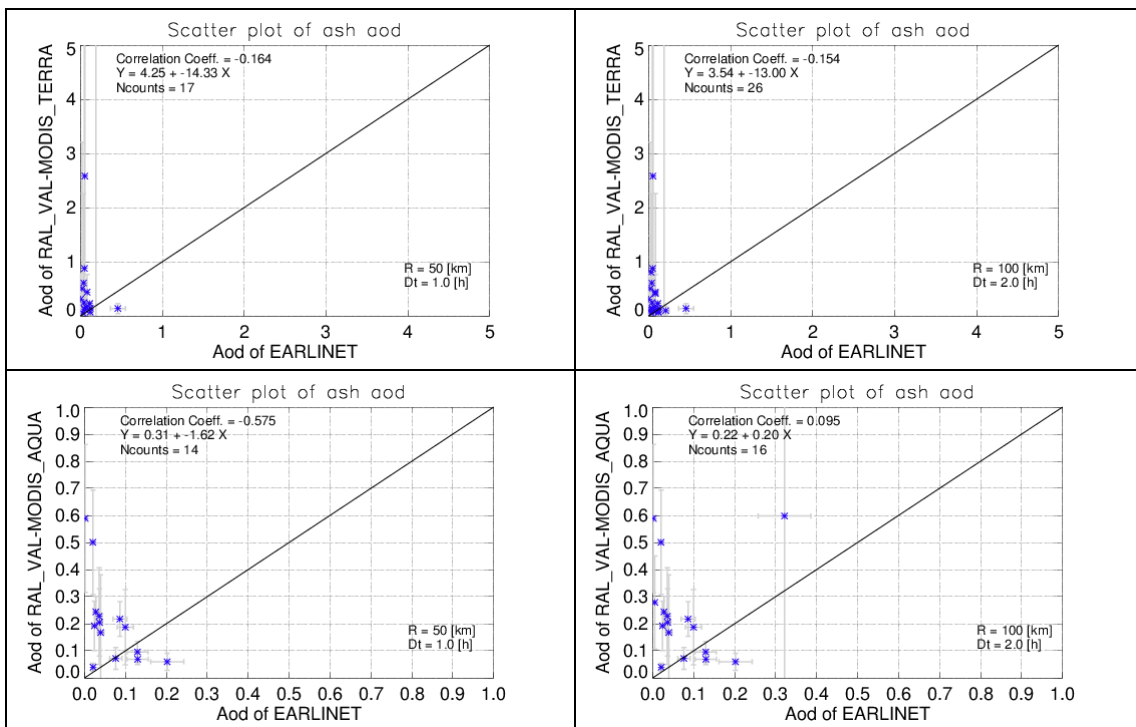 Scatter plot of ash aod
Correlation Coeff. = -0.164
Y = 4.25 + -14.33 X
Ncounts = 17
5
4
3
2
1
0
Aod of RAL_VAL-MODIS_TERRA
R = 50 [km]
Dt = 1.0 [h]
0 1 2 3 4 5
Aod of EARLINET
Scatter plot of ash aod
Correlation Coeff. = -0.154
Y = 3.54 + -13.00 X
Ncounts = 26
5
4
3
2
1
0
Aod of RAL_VAL-MODIS_TERRA
R = 100 [km]
Dt = 2.0 [h]
0 1 2 3 4 5
Aod of EARLINET
Scatter plot of ash aod
Correlation Coeff. = -0.575
Y = 0.31 + -1.62 X
Ncounts = 14
1.0
0.9
0.8
0.7
0.6
0.5
0.4
0.3
0.2
0.1
0.0
Aod of RAL_VAL-MODIS_AQUA
R = 50 [km]
Dt = 1.0 [h]
0.0 0.1 0.2 0.3 0.4 0.5 0.6 0.7 0.8 0.9 1.0
Aod of EARLINET
Scatter plot of ash aod
Correlation Coeff. = 0.095
Y = 0.22 + 0.20 X
Ncounts = 16
1.0
0.9
0.8
0.7
0.6
0.5
0.4
0.3
0.2
0.1
0.0
Aod of RAL_VAL-MODIS_AQUA
R = 100 [km]
Dt = 2.0 [h]
0.0 0.1 0.2 0.3 0.4 0.5 0.6 0.7 0.8 0.9 1.0
Aod of EARLINET